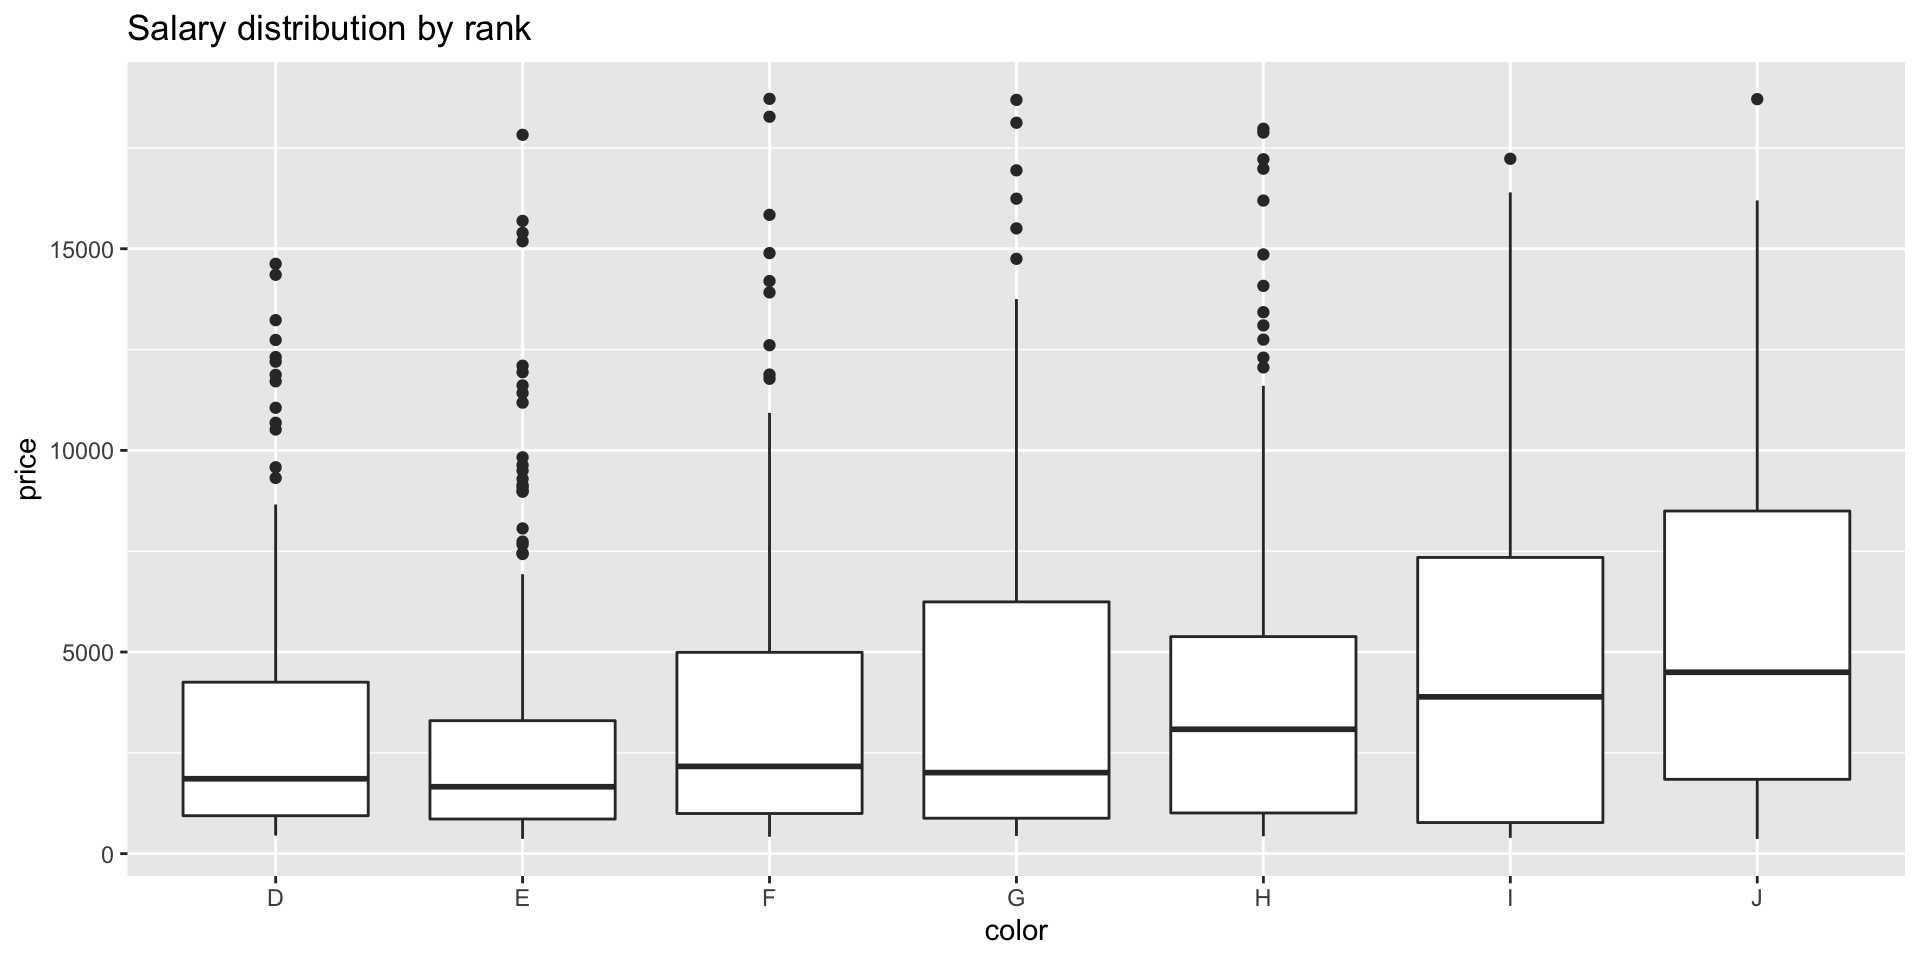 Salary distribution by rank
15000
10000
5000
0
price
D E F G H I J
color